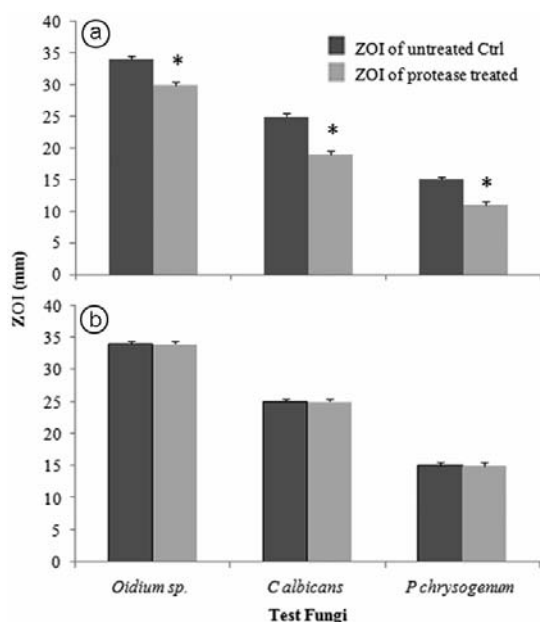 40
35
30
25
20
15
10
5
0
a
ZOI of untreated Ctrl
ZOI of protease treated
*
*
*
ZOI (mm)
40
35
30
25
20
15
10
5
0
b
Oidium sp.
C albicans
P chrysogenum
Test Fungi